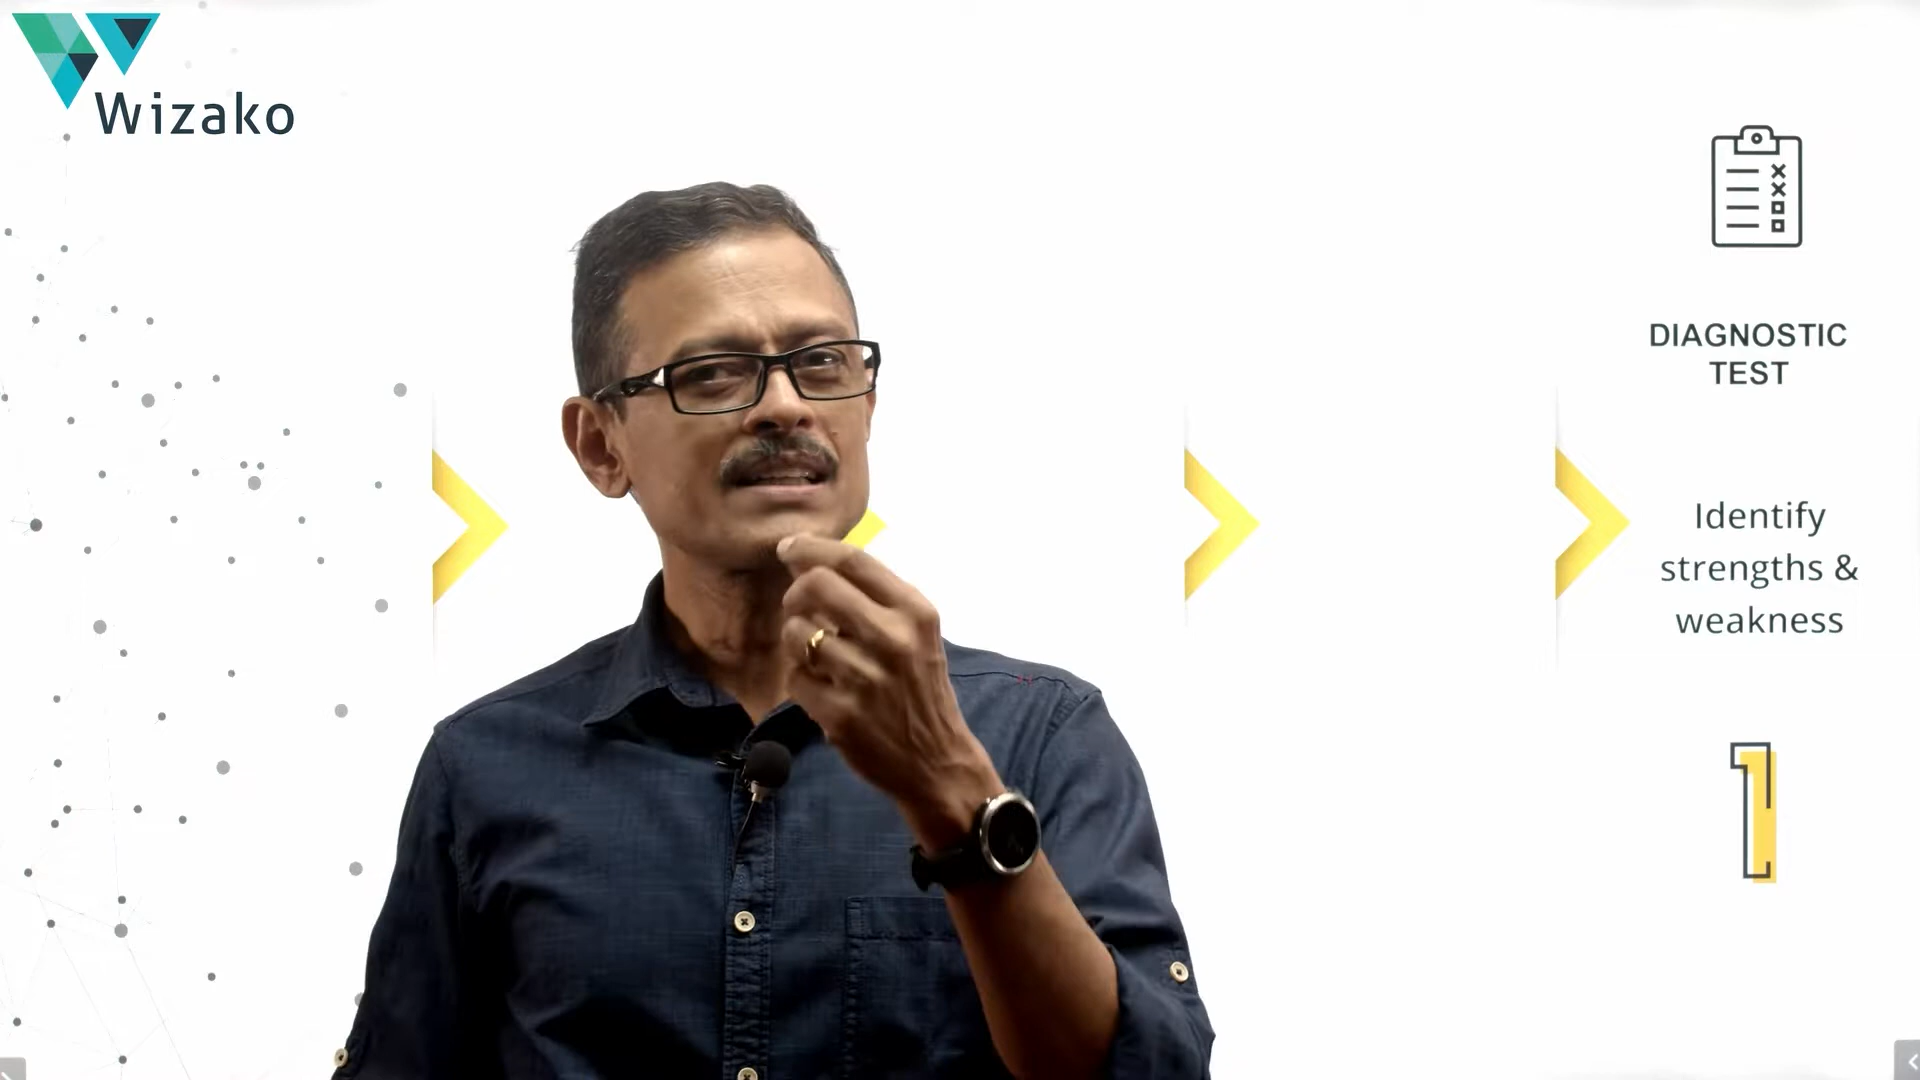 Wizako
DIAGNOSTIC
TEST
Identify
strengths &
weakness
1